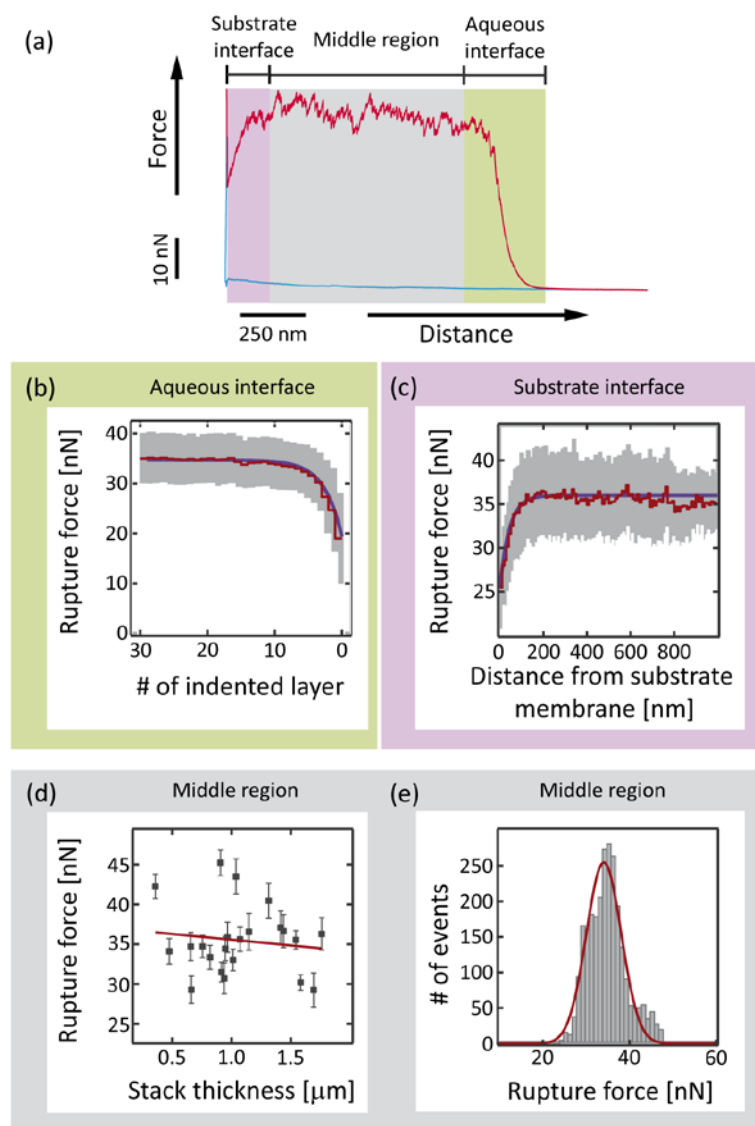 (a)
Substrate interface
Middle region
Aqueous interface
Force
10 nN
250 nm
Distance
(b)
Aqueous interface
Rupture force [nN]
40
30
20
10
0
30
20
10
0
# of indented layer
(c)
Substrate interface
Rupture force [nN]
40
35
30
25
0
200
400
600
800
Distance from substrate
membrane [nm]
(d)
Middle region
Rupture force [nN]
45
40
35
30
25
0.5
1.0
1.5
Stack thickness [μm]
(e)
Middle region
# of events
250
200
150
100
50
0
20
40
60
Rupture force [nN]